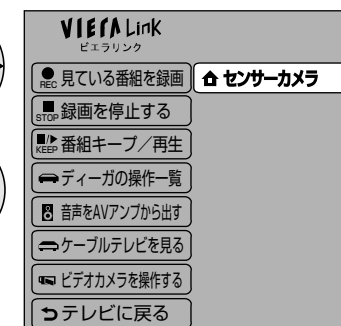 VIERA Link
ビエラリンク
REC 見ている番組を録画
センサーカメラ
STOP 録画を停止する
KEEP 番組キープ／再生
ディーガの操作一覧
音声をAVアンプから出す
ケーブルテレビを見る
ビデオカメラを操作する
テレビに戻る